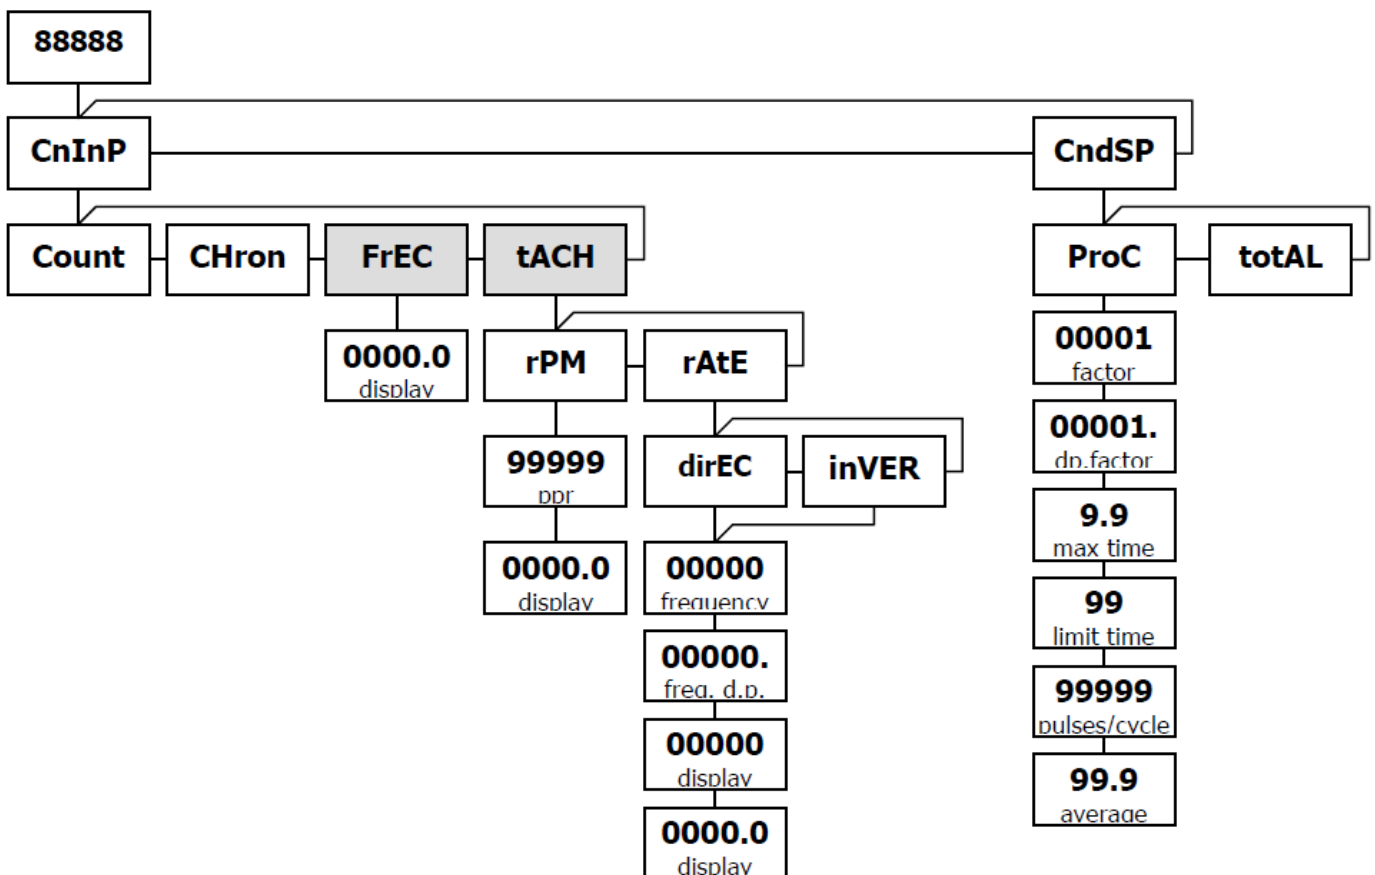 88888
CnInP
CndSP
Count
CHron
FrEC
tACH
ProC
totAL
0000.0
display
rPM
rAtE
00001
factor
99999
ppr
dirEC
inVER
00001.
dp.factor
0000.0
display
00000
frequency
9.9
max time
00000.
freq. d.p.
99
limit time
00000
display
99999
pulses/cycle
0000.0
display
99.9
average